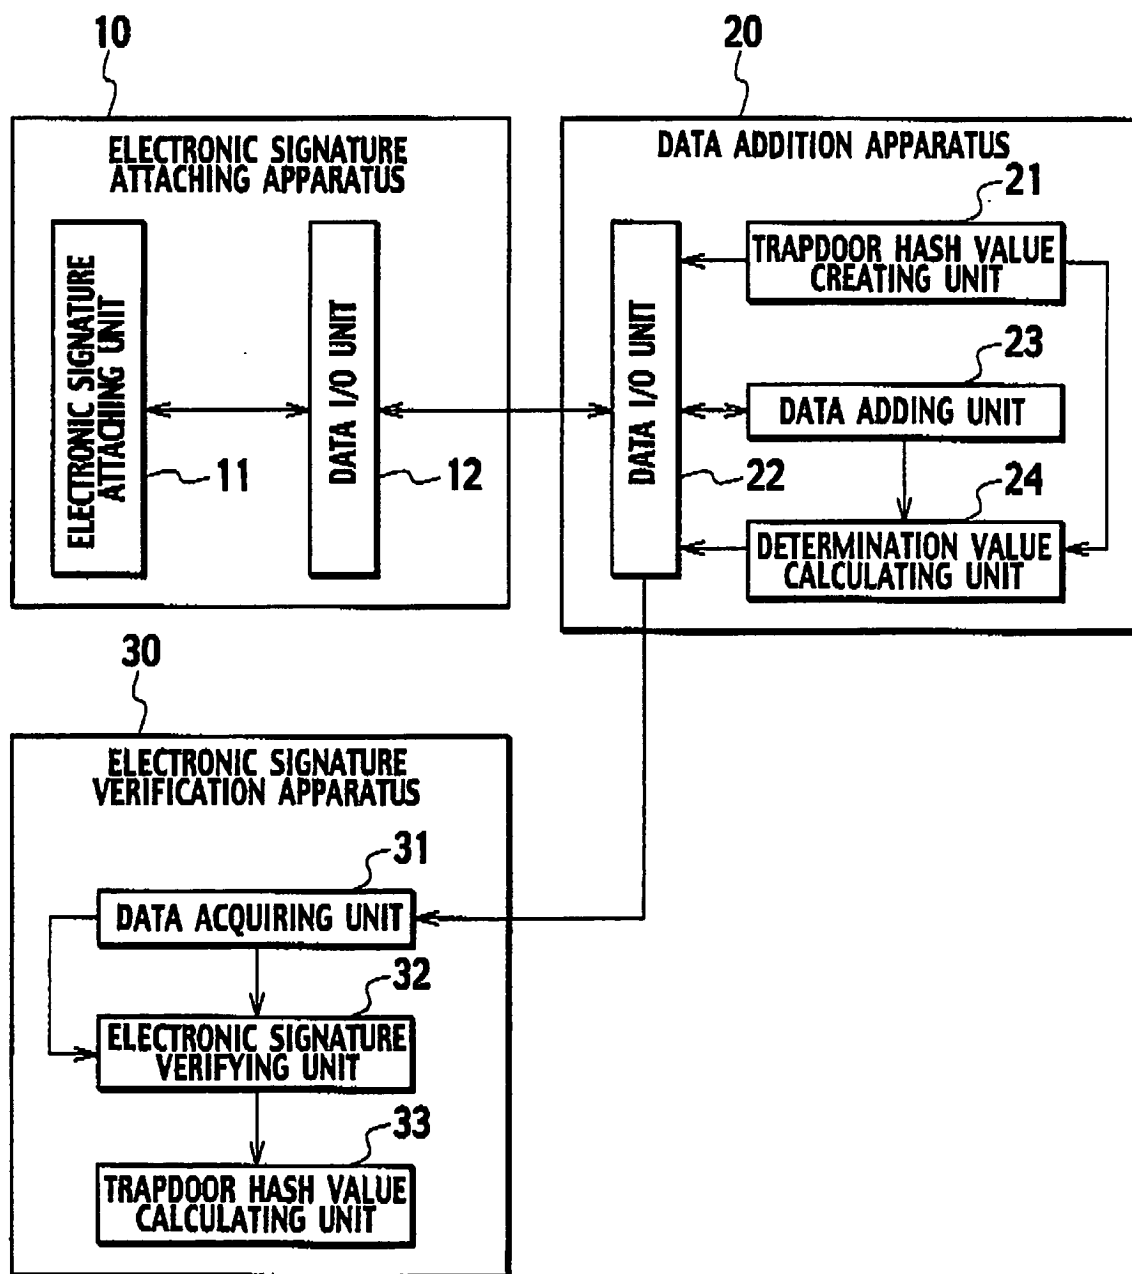 10
ELECTRONIC SIGNATURE
ATTACHING APPARATUS
ELECTRONIC SIGNATURE
ATTACHING UNIT
11
DATA I/O UNIT
12
20
DATA ADDITION APPARATUS
21
TRAPDOOR HASH VALUE
CREATING UNIT
DATA I/O UNIT
22
23
DATA ADDING UNIT
24
DETERMINATION VALUE
CALCULATING UNIT
30
ELECTRONIC SIGNATURE
VERIFICATION APPARATUS
31
DATA ACQUIRING UNIT
32
ELECTRONIC SIGNATURE
VERIFYING UNIT
33
TRAPDOOR HASH VALUE
CALCULATING UNIT